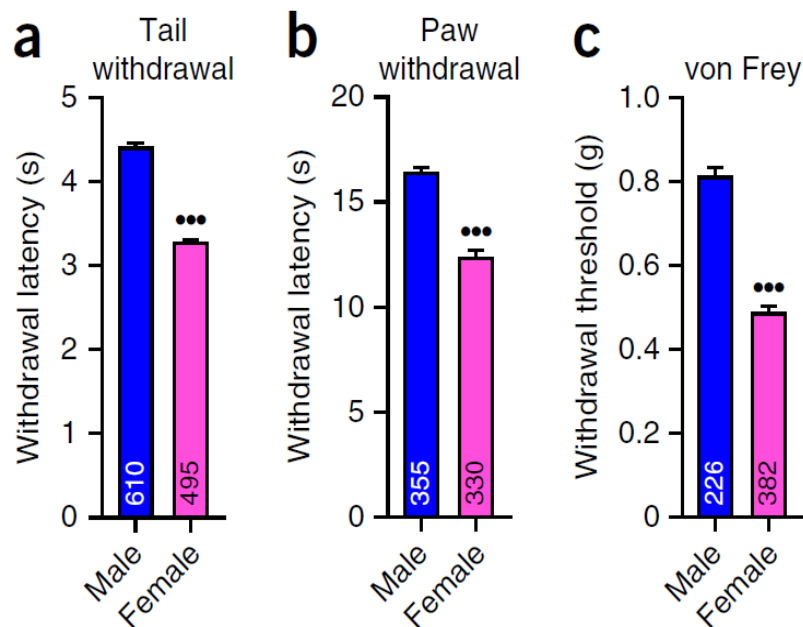 a
Tail
withdrawal
Withdrawal latency (s)
5
4
3
2
1
0
•••
610
495
Male
Female
b
Paw
withdrawal
Withdrawal latency (s)
20
15
10
5
0
•••
355
330
Male
Female
c
von Frey
Withdrawal threshold (g)
1.0
0.8
0.6
0.4
0.2
0
•••
226
382
Male
Female